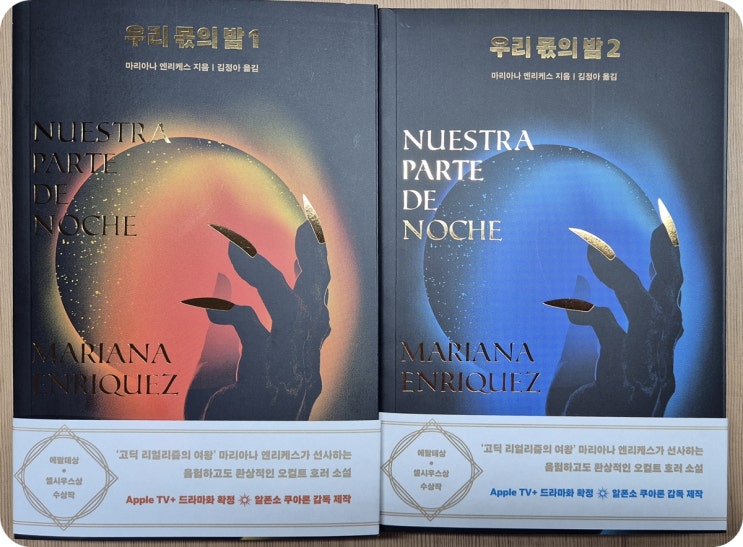 우리 몫의 밤 1
마리아나 엔리케스 지음 | 김정아 옮김
NUESTRA
PARTE
DE
NOCHE
MARIANA
ENRIQUEZ
에랄데상
셀시우스상
수상작
'고딕 리얼리즘의 여왕' 마리아나 엔리케스가 선사하는
음험하고도 환상적인 오컬트 호러 소설
Apple TV+ 드라마화 확정 알폰소 쿠아론 감독 제작
우리 몫의 밤 2
마리아나 엔리케스 지음 | 김정아 옮김
NUESTRA
PARTE
DE
NOCHE
MARIANA
ENRIQUEZ
에랄데상
셀시우스상
수상작
'고딕 리얼리즘의 여왕' 마리아나 엔리케스가 선사하는
음험하고도 환상적인 오컬트 호러 소설
Apple TV+ 드라마화 확정 알폰소 쿠아론 감독 제작